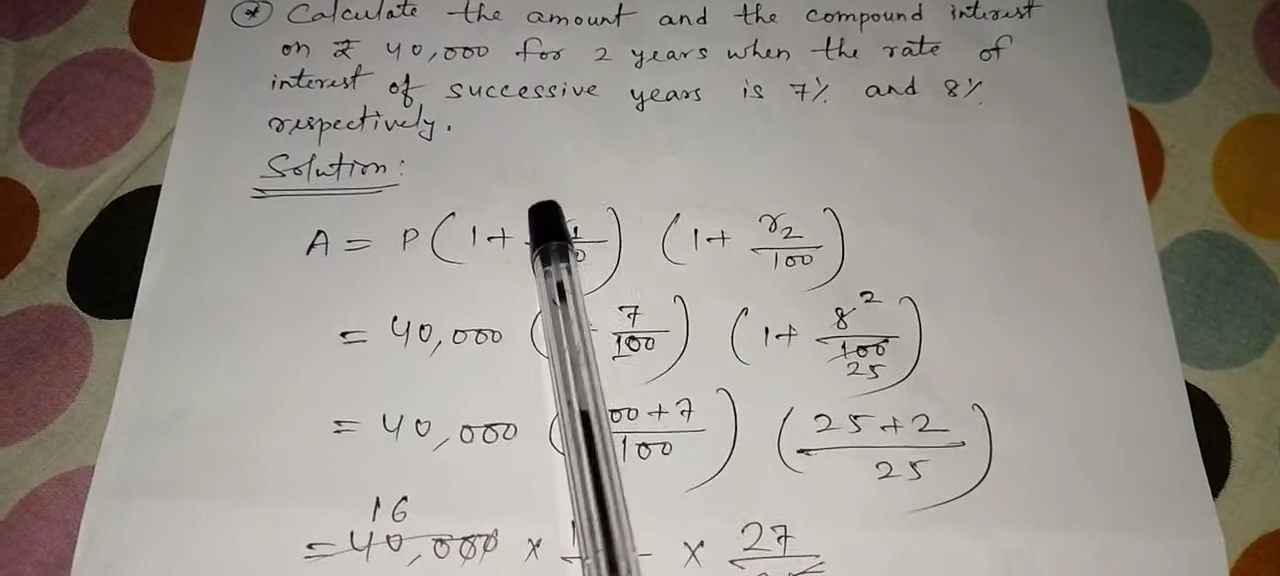 * Calculate the amount and the compound interest
on ₹ 40,000 for 2 years when the rate of
interest of successive years is 7% and 8%
respectively.
Solution:
A = P ( 1 + ) ( 1 + r2/100 )
= 40,000 ( 7/100 ) ( 1 + 8 2/100 25 )
= 40,000 ( 00 + 7/100 ) ( 25 + 2/25 )
16
= 40,000 × × 27